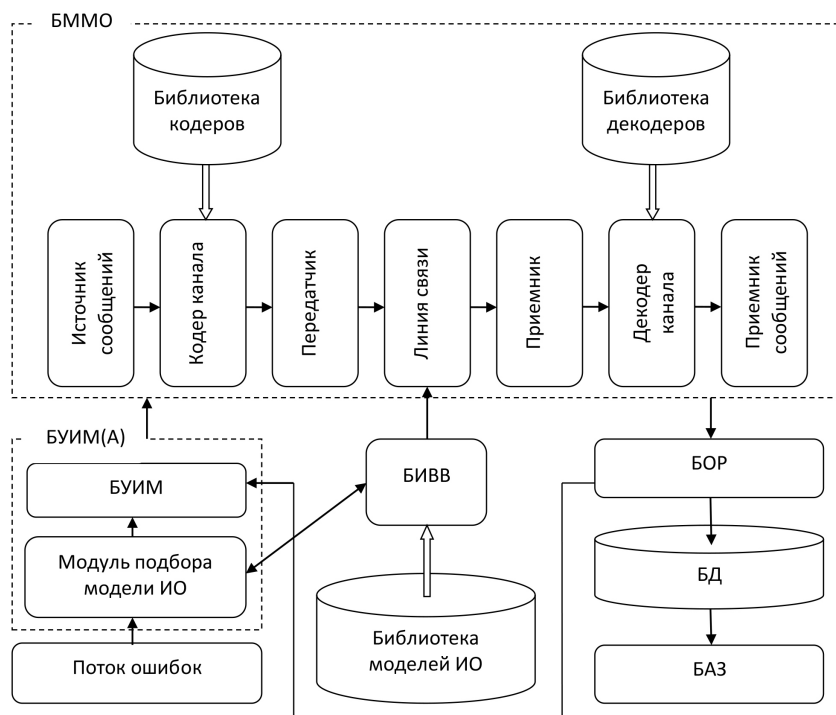 БММО
Библиотека
кодеров
Библиотека
декодеров
Источник
сообщений
Кодер канала
Передатчик
Линия связи
Приемник
Декодер
канала
Приемник
сообщений
БУИМ(А)
БУИМ
БИВВ
БОР
Модуль подбора
модели ИО
БД
Библиотека
моделей ИО
Поток ошибок
БАЗ